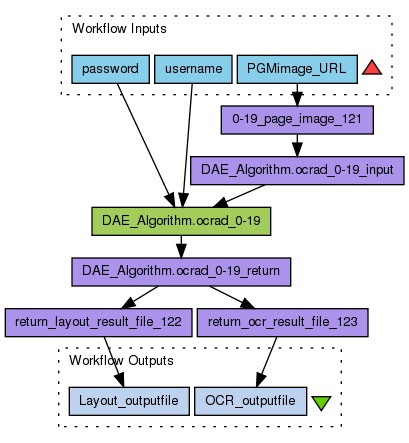 Workflow Inputs
password
username
PGMimage_URL
0-19_page_image_121
DAE_Algorithm.ocrad_0-19_input
DAE_Algorithm.ocrad_0-19
DAE_Algorithm.ocrad_0-19_return
return_layout_result_file_122
return_ocr_result_file_123
Workflow Outputs
Layout_outputfile
OCR_outputfile